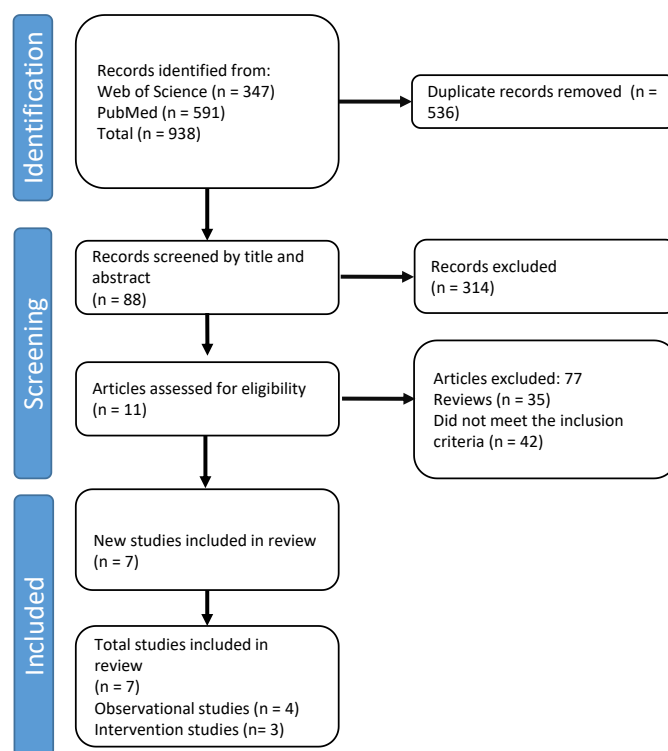 Identification
Records identified from:
Web of Science (n = 347)
PubMed (n = 591)
Total (n = 938)
Duplicate records removed (n =
536)
Screening
Records screened by title and
abstract
(n = 88)
Records excluded
(n = 314)
Articles assessed for eligibility
(n = 11)
Articles excluded: 77
Reviews (n = 35)
Did not meet the inclusion
criteria (n = 42)
Included
New studies included in review
(n = 7)
Total studies included in
review
(n = 7)
Observational studies (n = 4)
Intervention studies (n= 3)